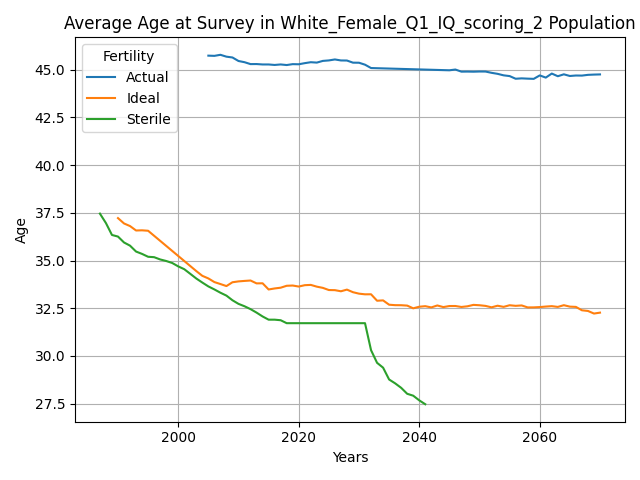 Average Age at Survey in White_Female_Q1_IQ_scoring_2 Population
Fertility
Actual
Ideal
Sterile
45.0
42.5
40.0
37.5
35.0
32.5
30.0
27.5
Age
2000
2020
2040
2060
Years